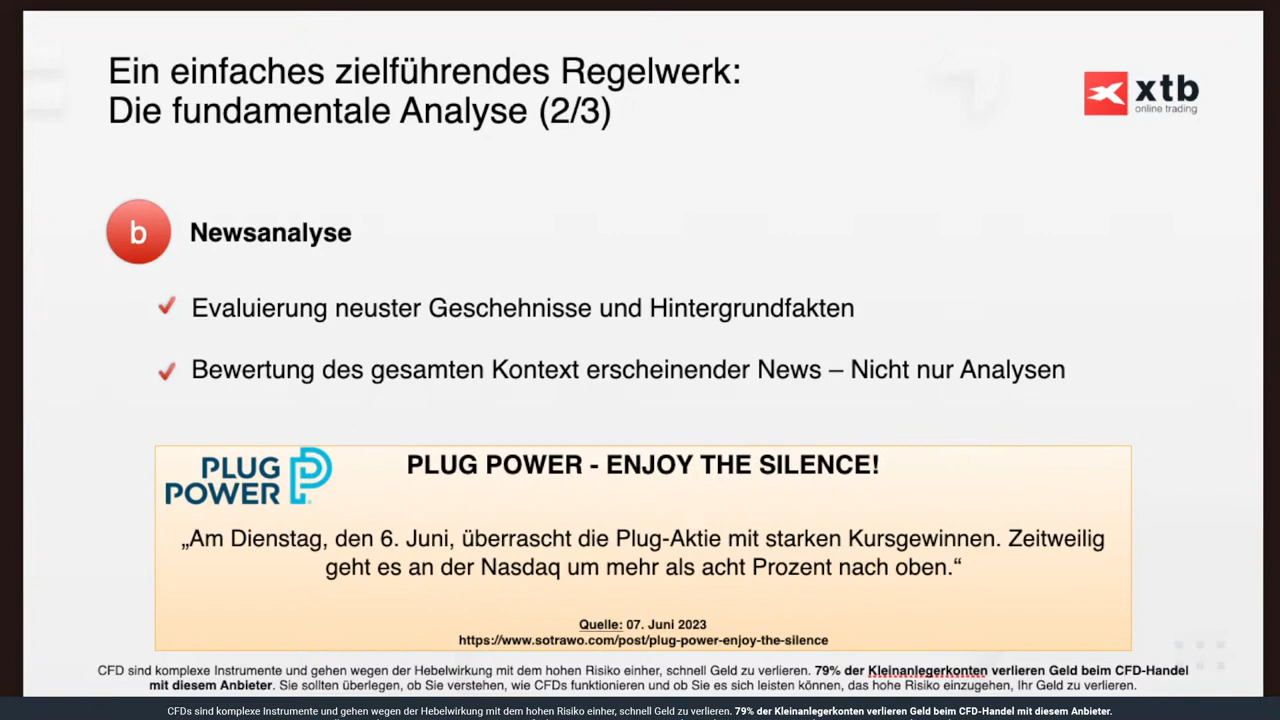 Ein einfaches zielführendes Regelwerk:
Die fundamentale Analyse (2/3)
xtb
online trading
b
Newsanalyse
Evaluierung neuster Geschehnisse und Hintergrundfakten
Bewertung des gesamten Kontext erscheinender News – Nicht nur Analysen
PLUG
POWER
PLUG POWER - ENJOY THE SILENCE!
„Am Dienstag, den 6. Juni, überrascht die Plug-Aktie mit starken Kursgewinnen. Zeitweilig
geht es an der Nasdaq um mehr als acht Prozent nach oben.“
Quelle: 07. Juni 2023
https://www.sotrawo.com/post/plug-power-enjoy-the-silence
CFD sind komplexe Instrumente und gehen wegen der Hebelwirkung mit dem hohen Risiko einher, schnell Geld zu verlieren. 79% der Kleinanlegerkonten verlieren Geld beim CFD-Handel
mit diesem Anbieter. Sie sollten überlegen, ob Sie verstehen, wie CFDs funktionieren und ob Sie es sich leisten können, das hohe Risiko einzugehen, Ihr Geld zu verlieren.
CFDs sind komplexe Instrumente und gehen wegen der Hebelwirkung mit dem hohen Risiko einher, schnell Geld zu verlieren. 79% der Kleinanlegerkonten verlieren Geld beim CFD-Handel mit diesem Anbieter.